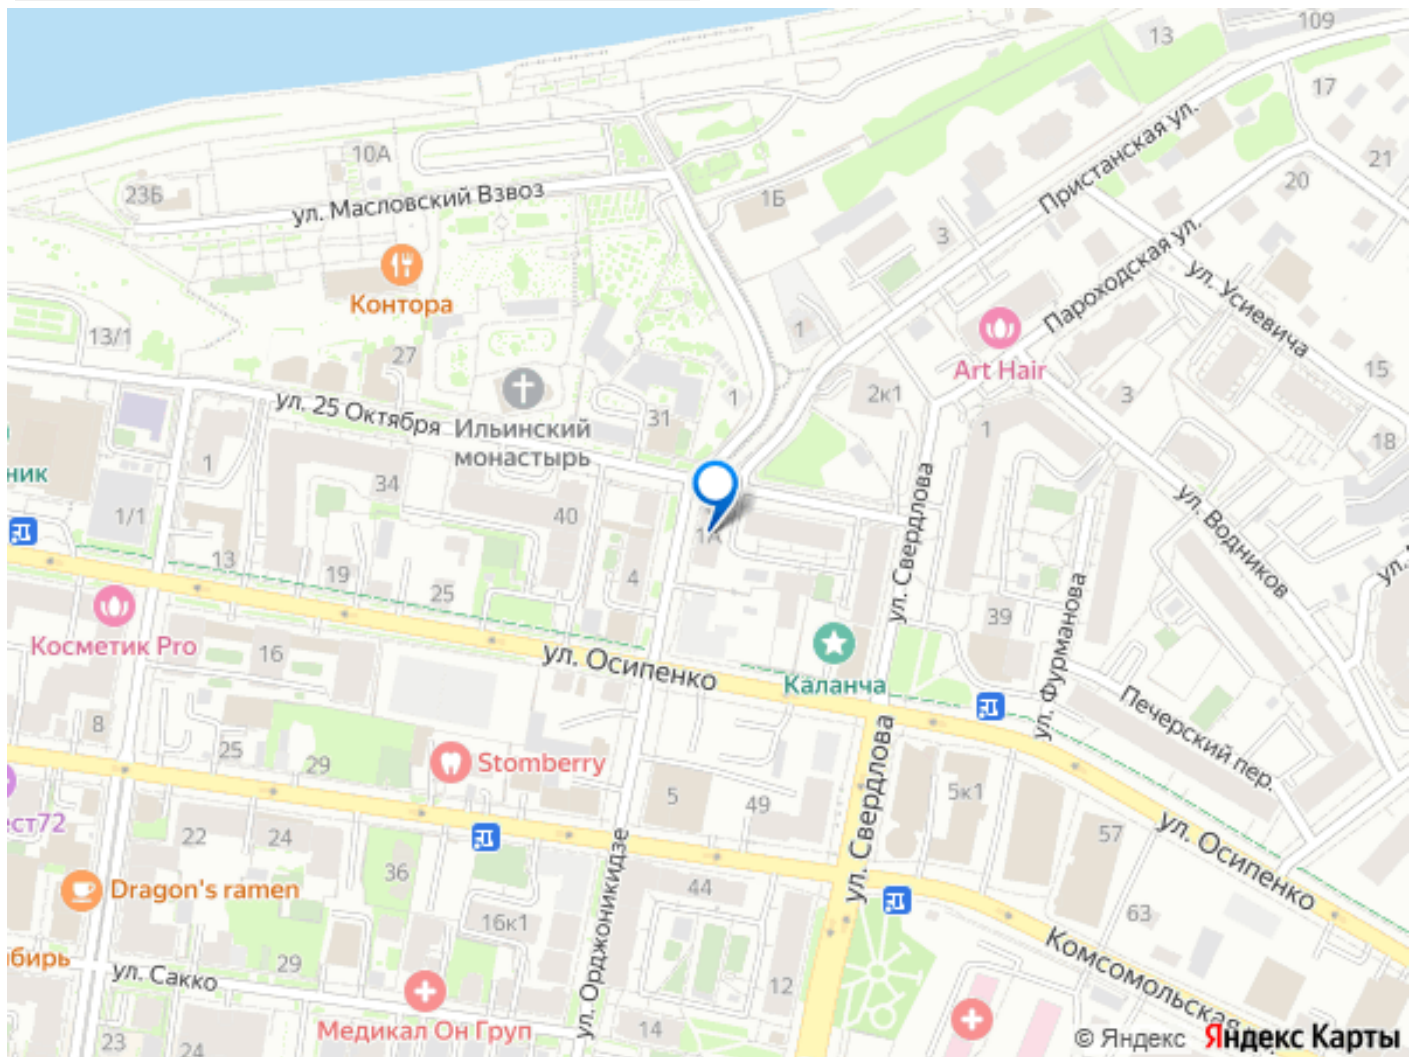 109
13
17
Пристанская ул.
21
10А
23Б
ул. Масловский Взвоз
1Б
20
3
Пароходская ул.
ул. Усиевича
Контора
1
13/1
27
Art Hair
15
2к1
3
1
ул. 25 Октября
31
Ильинский
монастырь
1
18
ник
1
34
ул. Свердлова
ул. Водников
1/1
40
1А
13
19
25
4
ул. Фурманова
39
Косметик Pro
16
ул. Осипенко
Каланча
Печерский пер.
8
25
29
Stomberry
5
49
ул. Свердлова
5к1
ест72
22
24
57
ул. Осипенко
36
44
Dragon's ramen
16к1
ул. Орджоникидзе
63
Комсомольская
бирь
ул. Сакко
29
12
Медикал Он Груп
14
23
24
© Яндекс Яндекс Карты